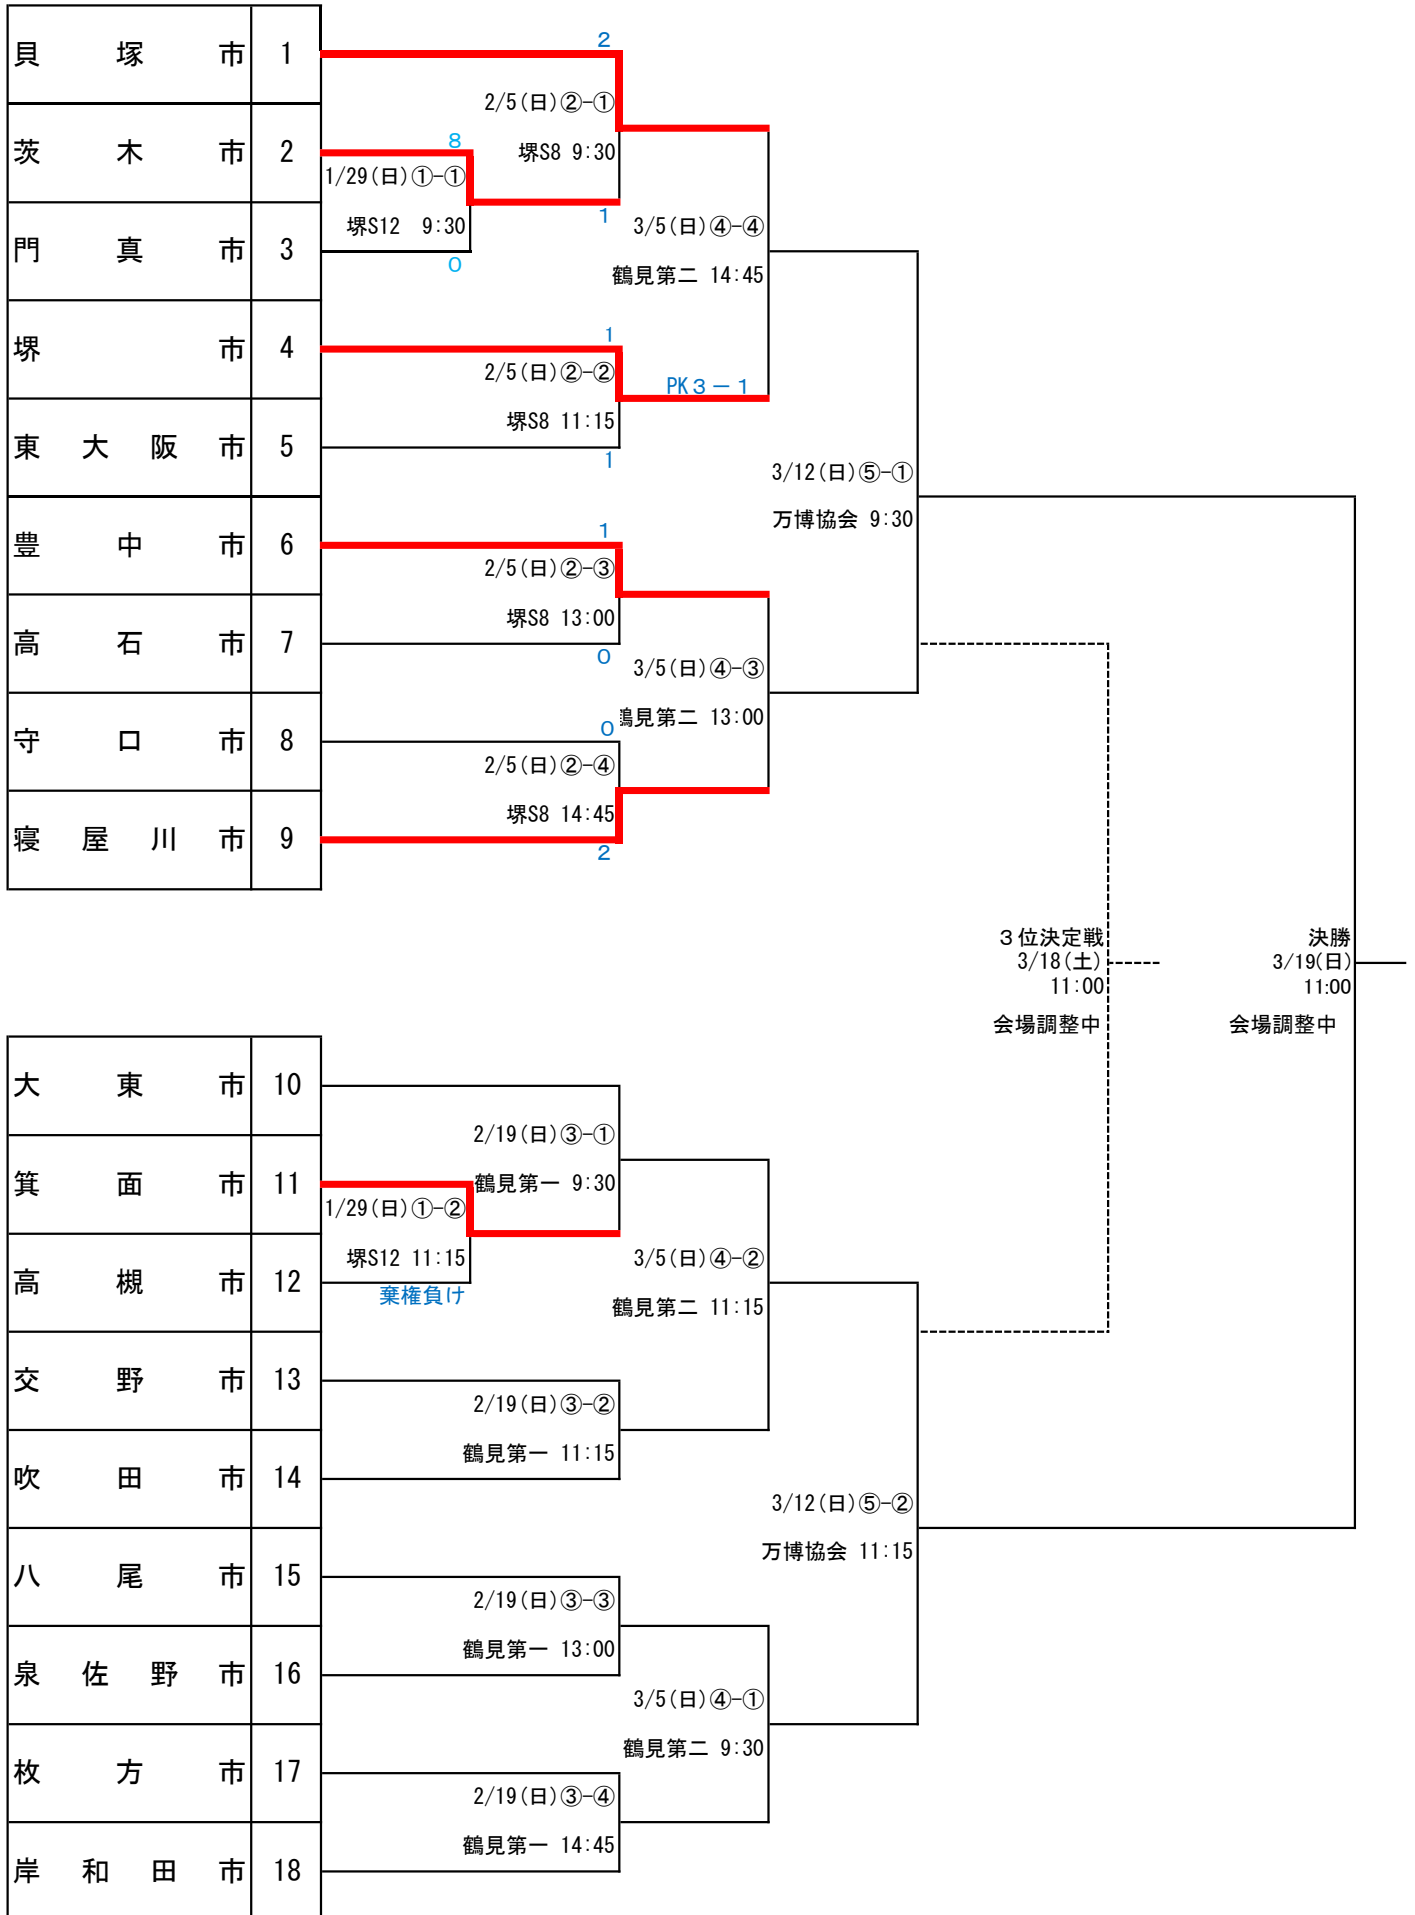 貝塚市 1
2
2/5(日)②-①
茨木市 2
8
堺S8 9:30
1/29(日)①-①
堺S12 9:30
1
3/5(日)④-④
門真市 3
0
鶴見第二 14:45
堺市 4
1
2/5(日)②-②
PK3-1
堺S8 11:15
東大阪市 5
1
3/12(日)⑤-①
万博協会 9:30
豊中市 6
1
2/5(日)②-③
堺S8 13:00
高石市 7
0
3/5(日)④-③
鶴見第二 13:00
守口市 8
0
2/5(日)②-④
堺S8 14:45
寝屋川市 9
2
3位決定戦
3/18(土)
11:00
会場調整中
決勝
3/19(日)
11:00
会場調整中
大東市 10
2/19(日)③-①
箕面市 11
鶴見第一 9:30
1/29(日)①-②
堺S12 11:15
3/5(日)④-②
高槻市 12
棄権負け
鶴見第二 11:15
交野市 13
2/19(日)③-②
鶴見第一 11:15
吹田市 14
3/12(日)⑤-②
万博協会 11:15
八尾市 15
2/19(日)③-③
鶴見第一 13:00
泉佐野市 16
3/5(日)④-①
鶴見第二 9:30
枚方市 17
2/19(日)③-④
鶴見第一 14:45
岸和田市 18